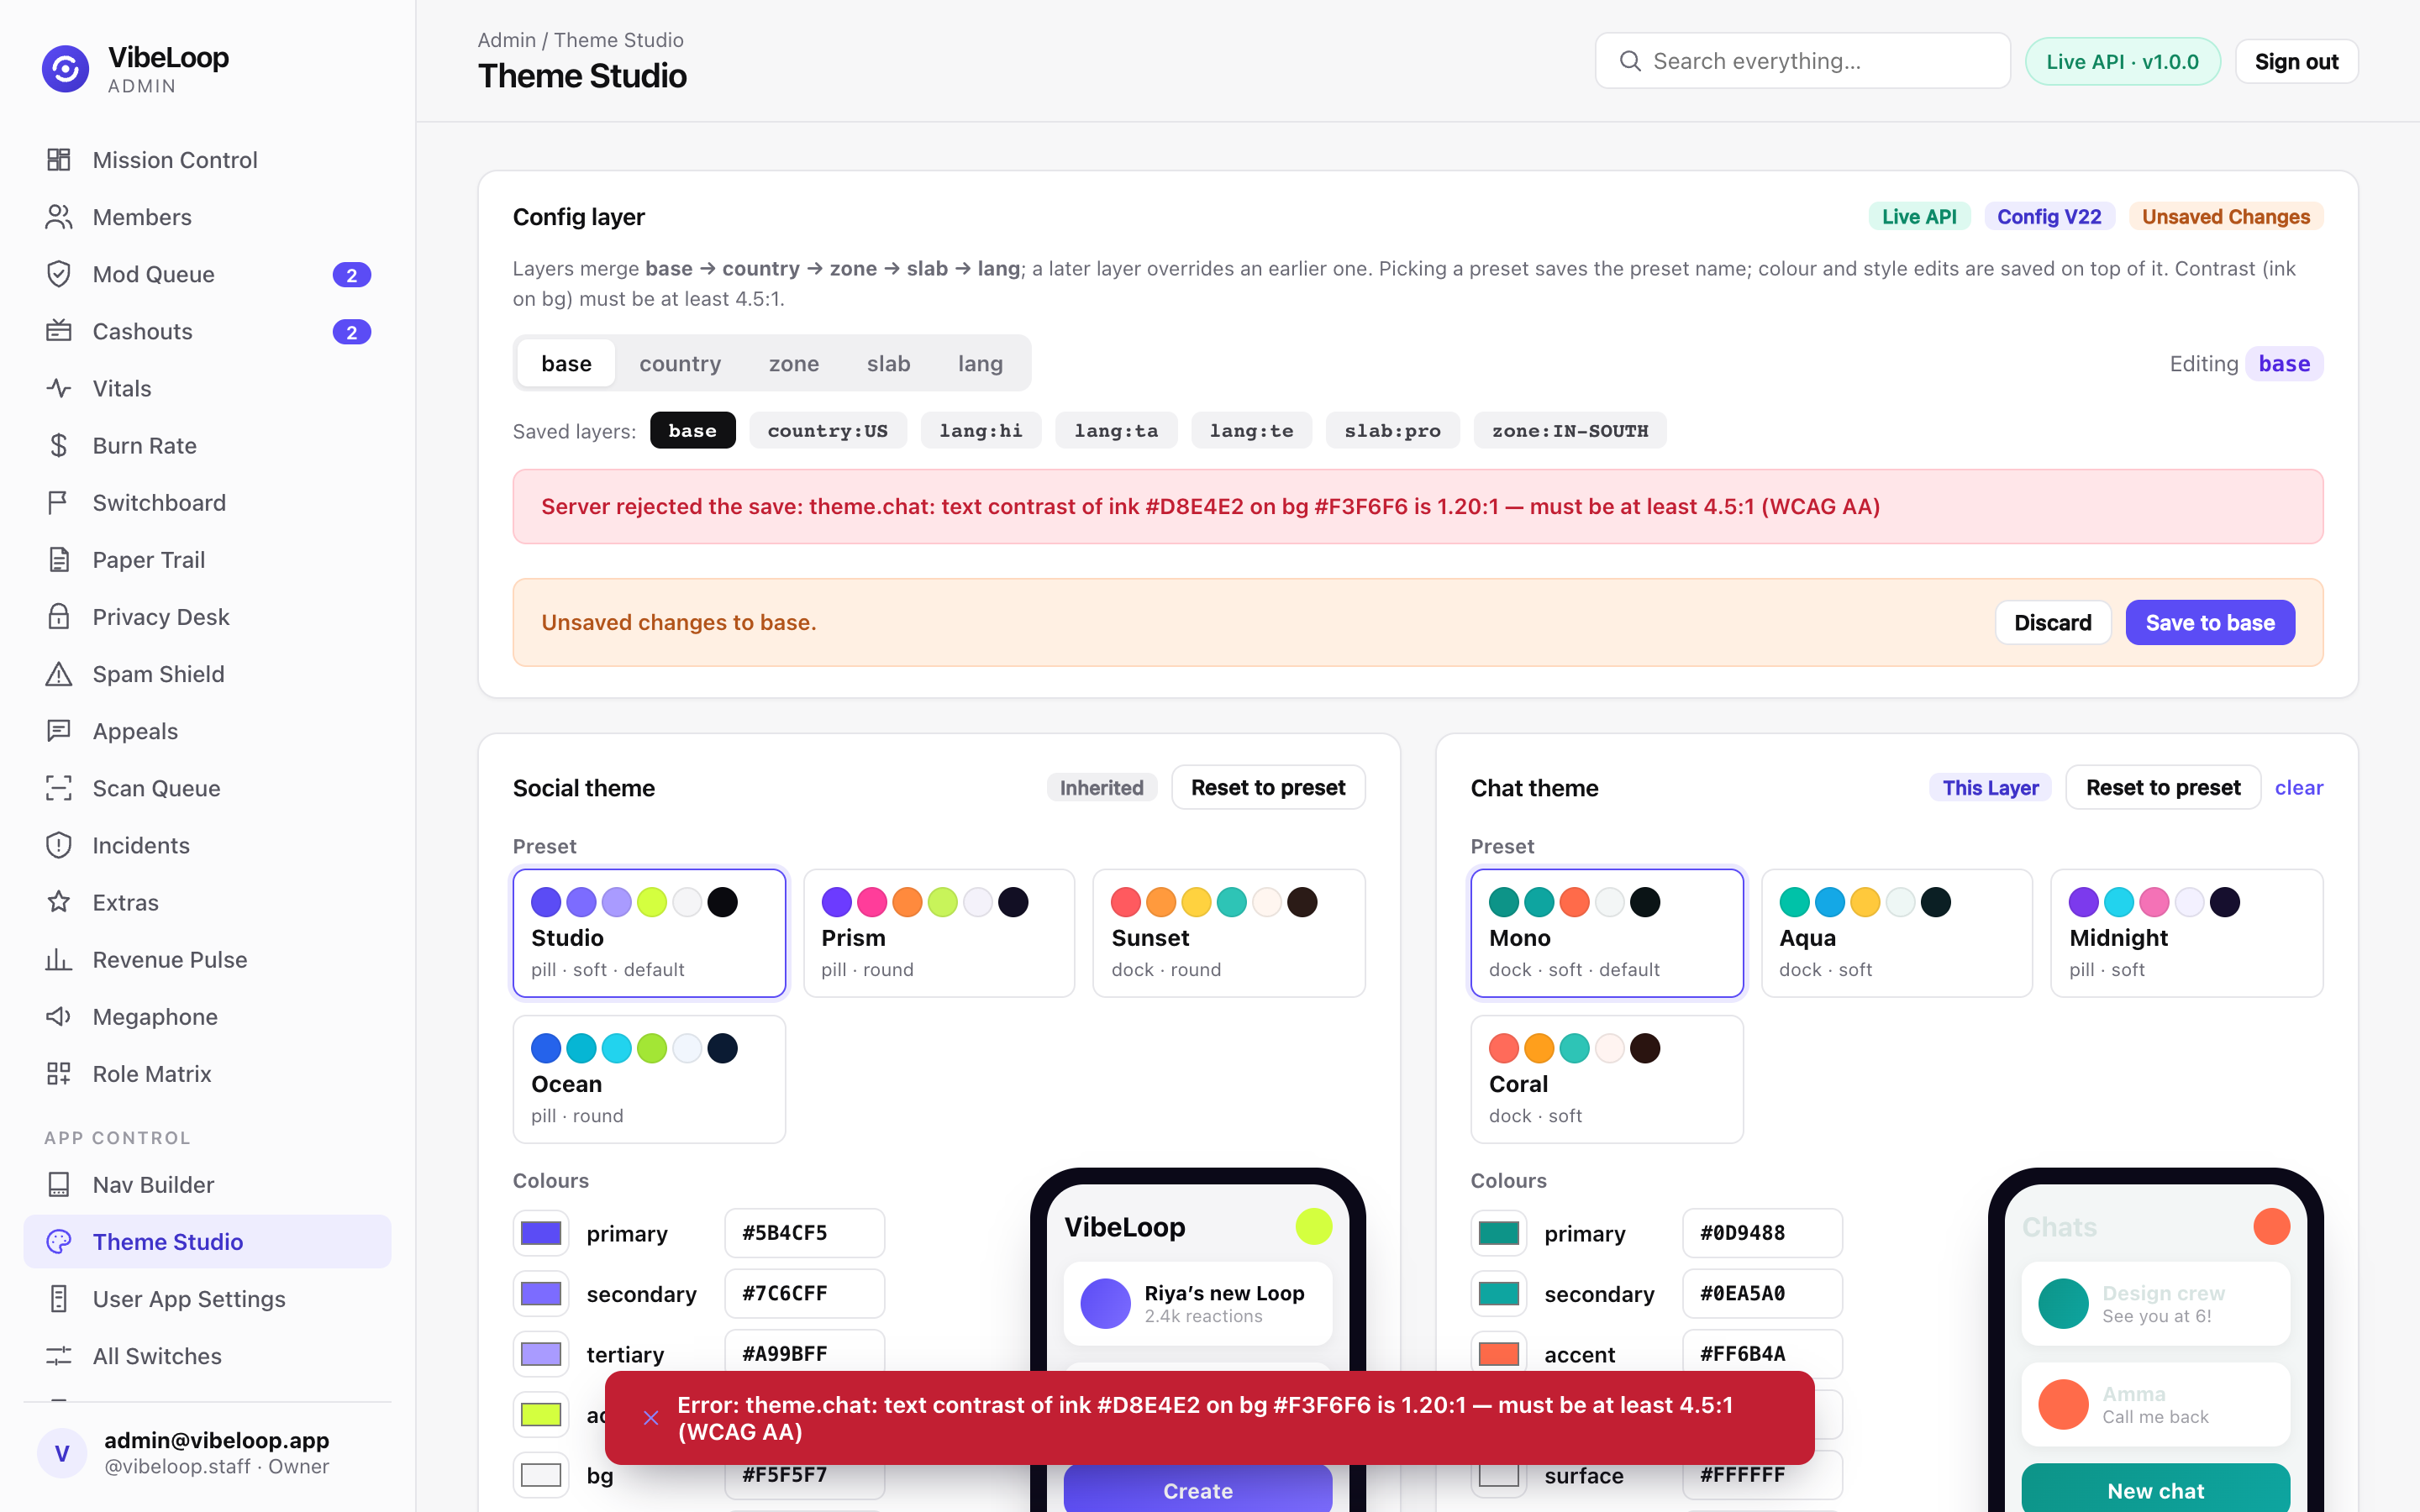 VibeLoop
ADMIN
Mission Control
Members
Mod Queue 2
Cashouts 2
Vitals
Burn Rate
Switchboard
Paper Trail
Privacy Desk
Spam Shield
Appeals
Scan Queue
Incidents
Extras
Revenue Pulse
Megaphone
Role Matrix
APP CONTROL
Nav Builder
Theme Studio
User App Settings
All Switches
V
admin@vibeloop.app
@vibeloop.staff · Owner
Admin / Theme Studio
Theme Studio
Search everything...
Live API · v1.0.0
Sign out
Config layer
Live API
Config V22
Unsaved Changes
Layers merge base → country → zone → slab → lang; a later layer overrides an earlier one. Picking a preset saves the preset name; colour and style edits are saved on top of it. Contrast (ink
on bg) must be at least 4.5:1.
base country zone slab lang
Editing base
Saved layers: base country:US lang:hi lang:ta lang:te slab:pro zone:IN-SOUTH
Server rejected the save: theme.chat: text contrast of ink #D8E4E2 on bg #F3F6F6 is 1.20:1 — must be at least 4.5:1 (WCAG AA)
Unsaved changes to base.
Discard
Save to base
Social theme
Inherited
Reset to preset
Preset
Studio
pill · soft · default
Prism
pill · round
Sunset
dock · round
Ocean
pill · round
Colours
primary #5B4CF5
secondary #7C6CFF
tertiary #A99BFF
ac
bg #F5F5F7
VibeLoop
Riya’s new Loop
2.4k reactions
Create
Chat theme
This Layer
Reset to preset
clear
Preset
Mono
dock · soft · default
Aqua
dock · soft
Midnight
pill · soft
Coral
dock · soft
Colours
primary #0D9488
secondary #0EA5A0
accent #FF6B4A
surface #FFFFFF
Chats
Design crew
See you at 6!
Amma
Call me back
New chat
Error: theme.chat: text contrast of ink #D8E4E2 on bg #F3F6F6 is 1.20:1 — must be at least 4.5:1
(WCAG AA)